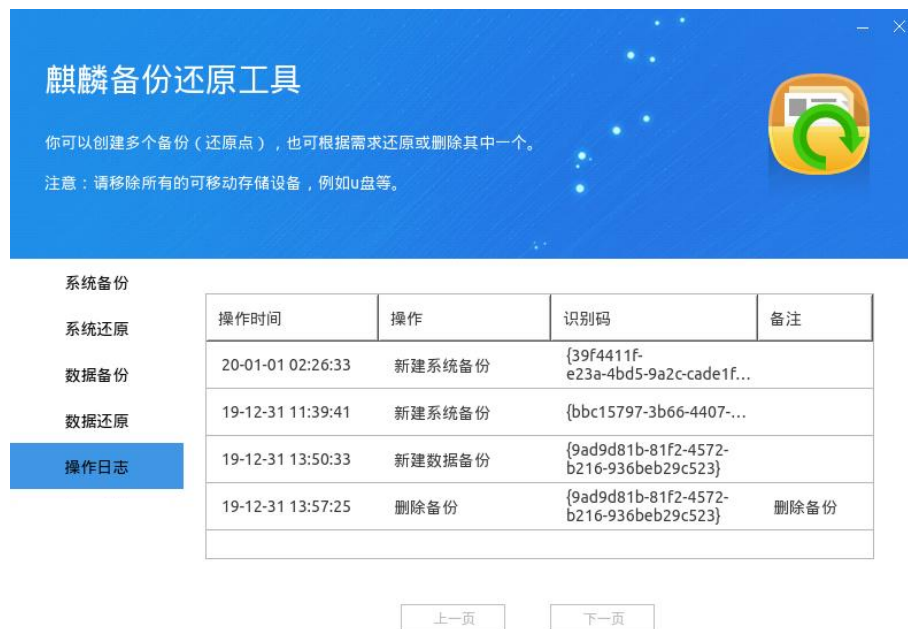 麒麟备份还原工具
你可以创建多个备份（还原点），也可根据需求还原或删除其中一个。
注意：请移除所有的可移动存储设备，例如u盘等。
系统备份
系统还原
数据备份
数据还原
操作日志
操作时间 操作 识别码 备注
20-01-01 02:26:33 新建系统备份 {39f4411f-
e23a-4bd5-9a2c-cade1f...
19-12-31 11:39:41 新建系统备份 {bbc15797-3b66-4407-...
19-12-31 13:50:33 新建数据备份 {9ad9d81b-81f2-4572-
b216-936beb29c523}
19-12-31 13:57:25 删除备份 {9ad9d81b-81f2-4572-
b216-936beb29c523} 删除备份
上一页 下一页